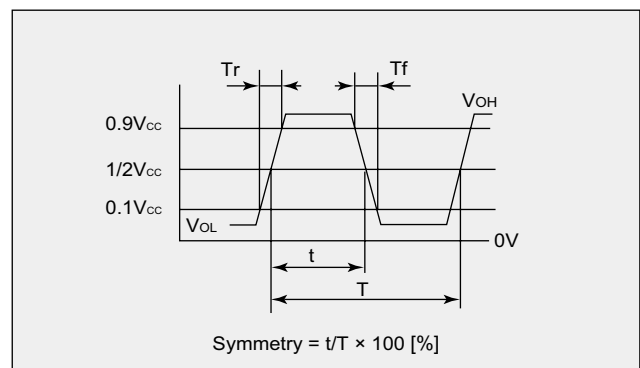 Tr
Tf
VOH
0.9Vcc
1/2Vcc
0.1Vcc
VOL
0V
t
T
Symmetry = t/T × 100 [%]